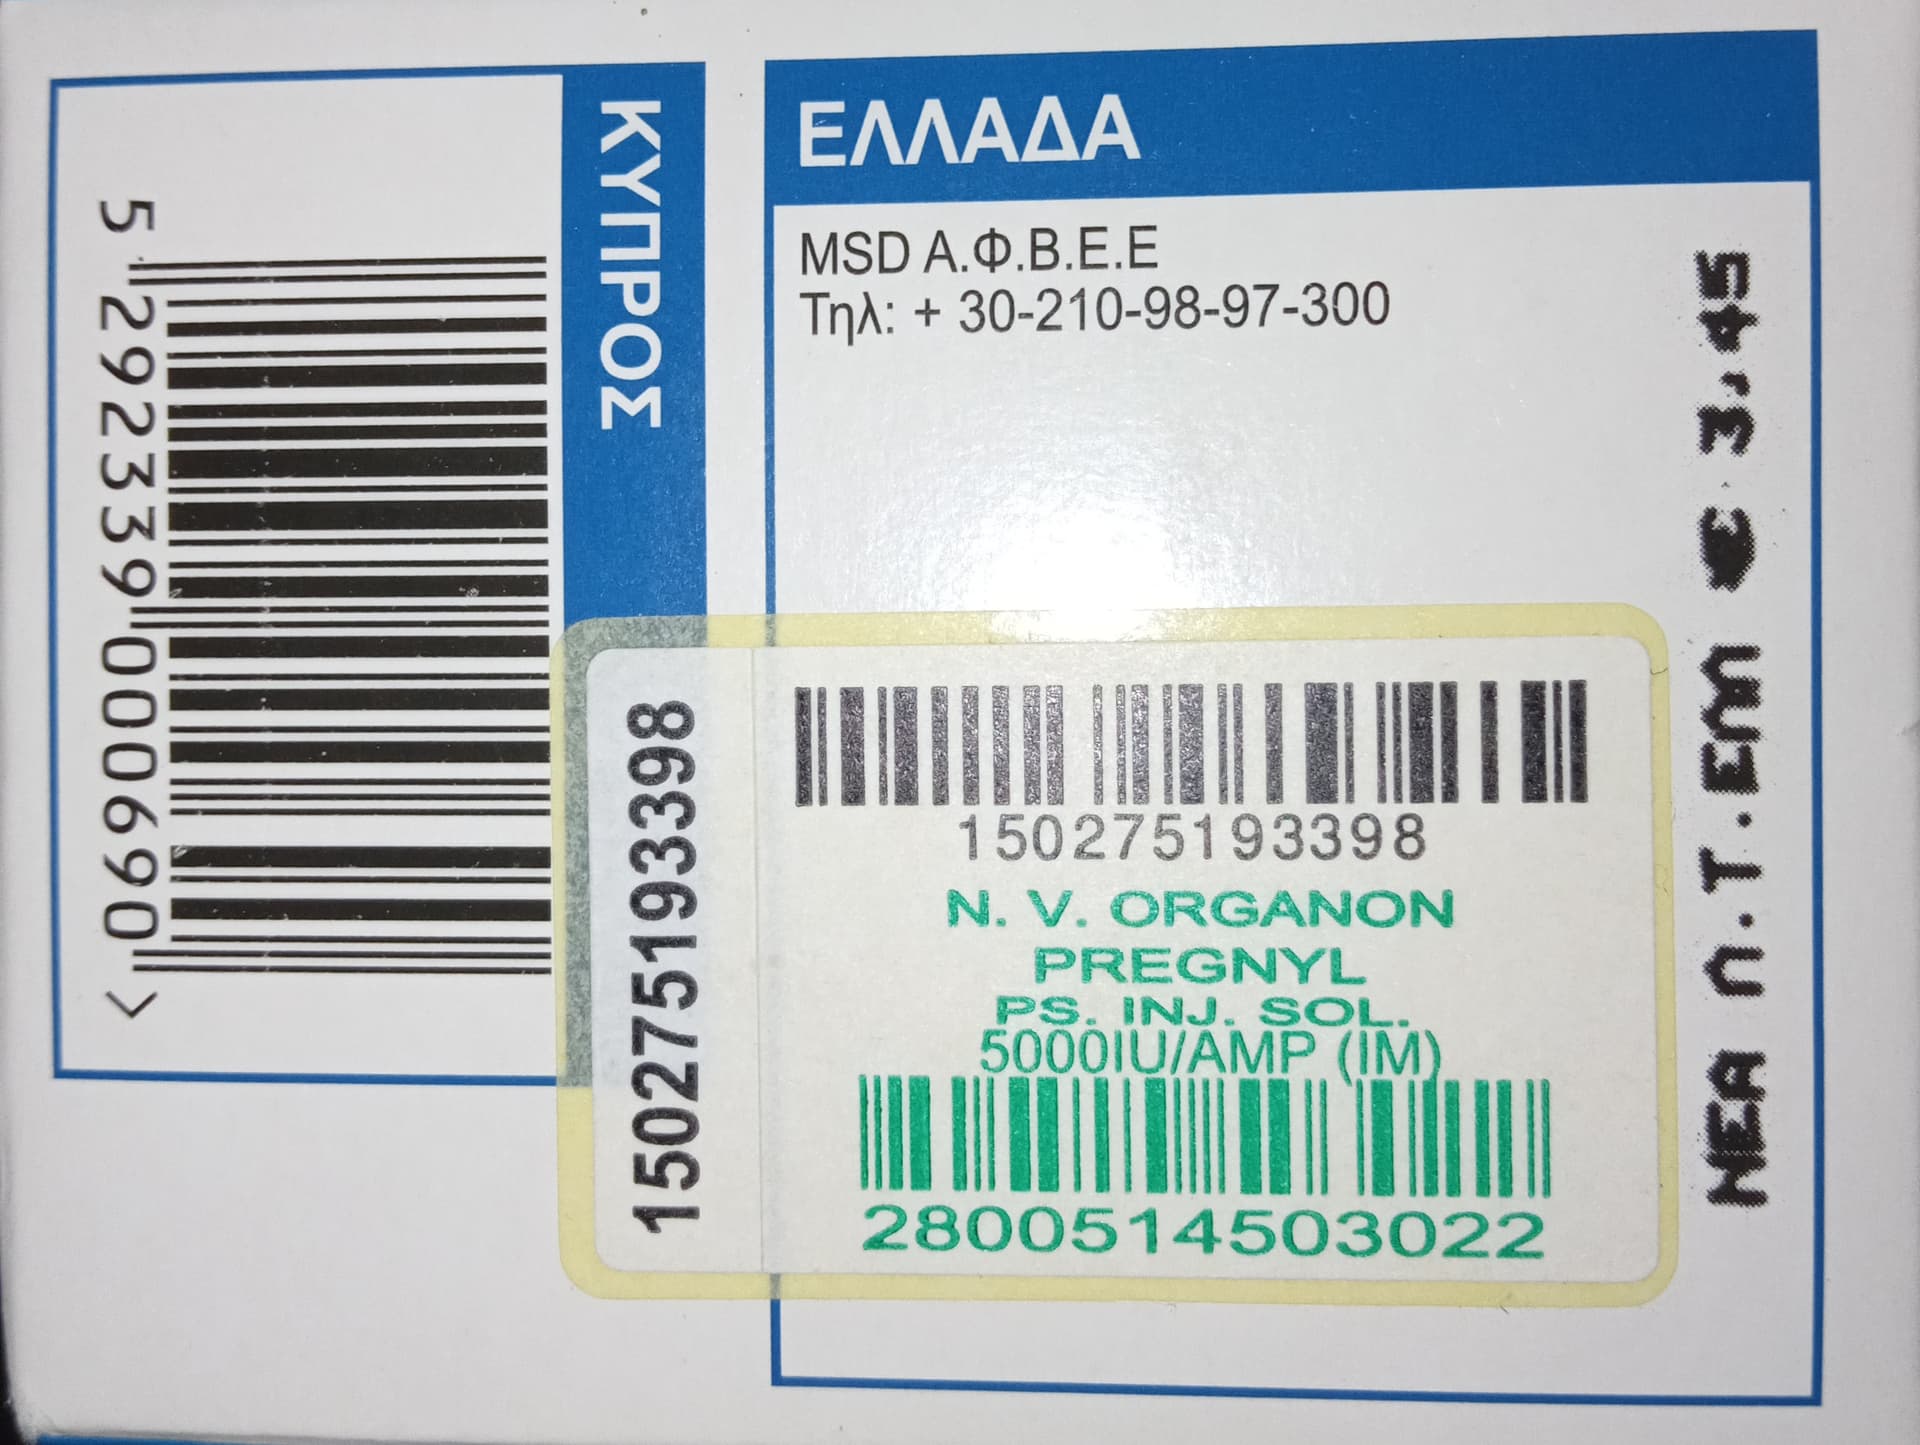 ΚΥΠΡΟΣ
5 292339 000690 >
ΕΛΛΑΔΑ
MSD Α.Φ.Β.Ε.Ε
Τηλ: + 30-210-98-97-300
150275193398
150275193398
N. V. ORGANON
PREGNYL
PS. INJ. SOL.
5000IU/AMP (IM)
2800514503022
ΝΕΑ Λ.Τ.ΕΜ € 3,45